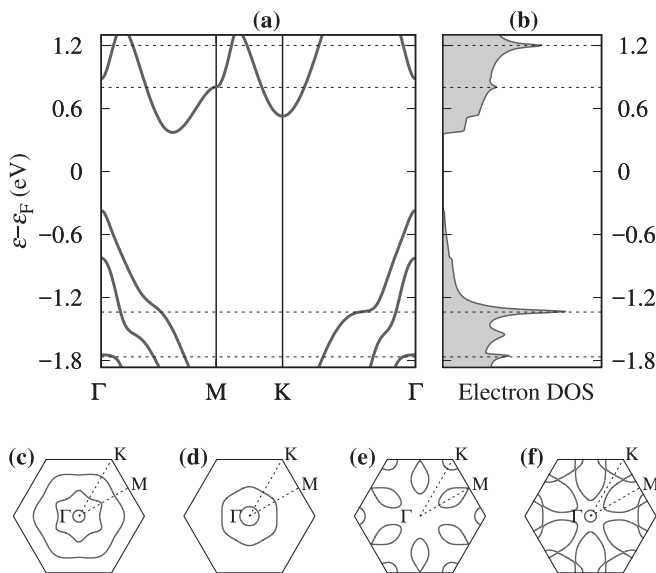 (a) (b)
1.2 1.2
0.6 0.6
0 0
−0.6 −0.6
−1.2 −1.2
−1.8 −1.8
ε−εF (eV)
Γ M K Γ Electron DOS
(c) K M Γ
(d) K M Γ
(e) K M Γ
(f) K M Γ